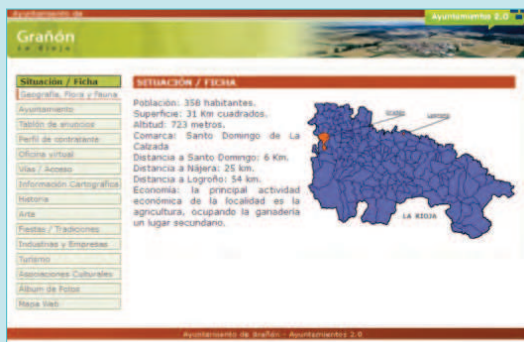 Ayuntamiento de
Ayuntamientos 2.0
Grañón
La Rioja
Situación / Ficha
Geografía, Flora y Fauna
Ayuntamiento
Tablón de anuncios
Perfil de contratante
Oficina virtual
Vías / Acceso
Información Cartográfica
Historia
Arte
Fiestas / Tradiciones
Industrias y Empresas
Turismo
Asociaciones Culturales
Álbum de Fotos
Mapa Web
SITUACIÓN / FICHA
Población: 358 habitantes.
Superficie: 31 Km cuadrados.
Altitud: 723 metros.
Comarca: Santo Domingo de La
Calzada
Distancia a Santo Domingo: 6 Km.
Distancia a Nájera: 25 km.
Distancia a Logroño: 54 km.
Economía: la principal actividad
económica de la localidad es la
agricultura, ocupando la ganadería
un lugar secundario.
LA RIOJA
Ayuntamiento de Grañón - Ayuntamientos 2.0